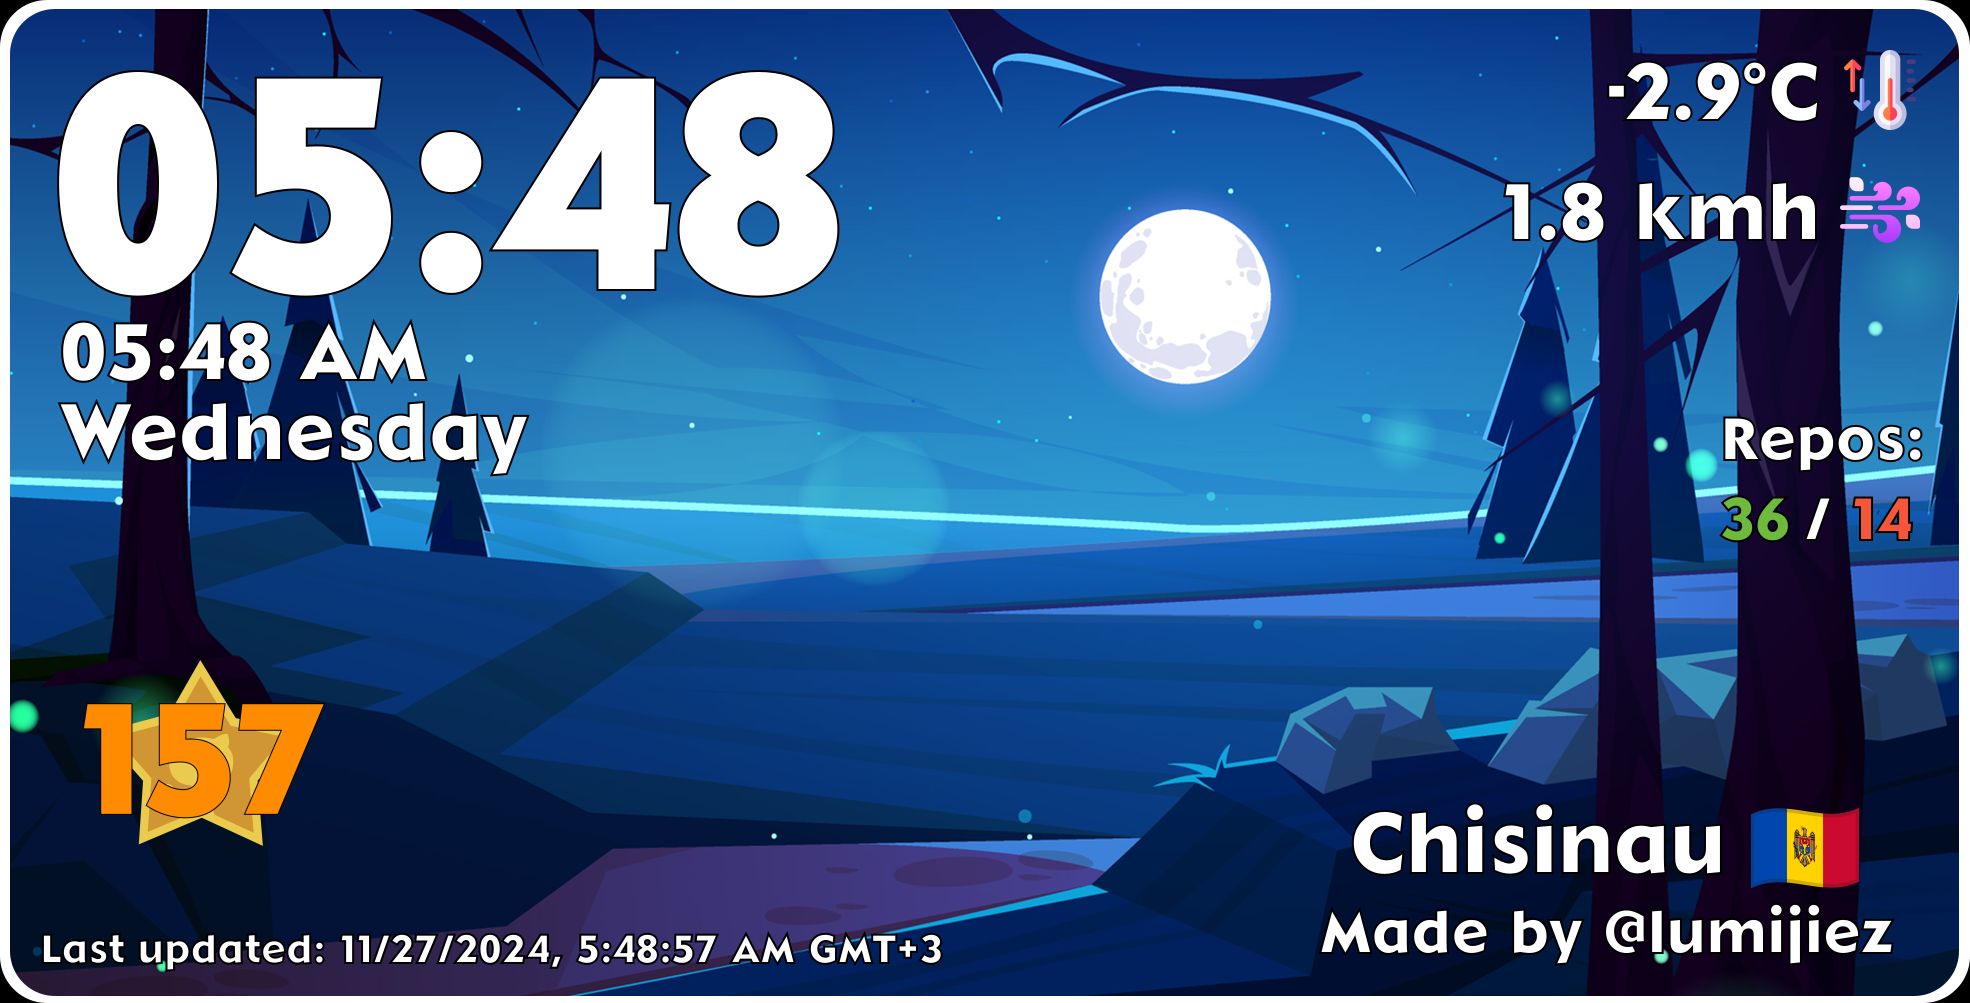 05:48
05:48 AM
Wednesday
-2.9°C
1.8 kmh
Repos:
36 / 14
157
Chisinau
Made by @lumijiez
Last updated: 11/27/2024, 5:48:57 AM GMT+3